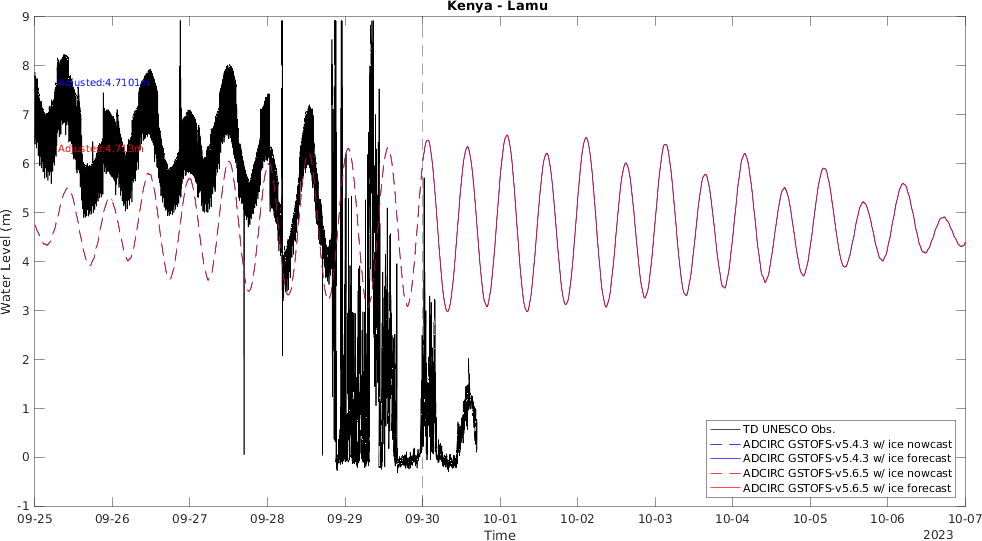 Kenya - Lamu
Water Level (m)
9
8
7
6
5
4
3
2
1
0
-1
Adjusted:4.7101m
Adjusted:4.713m
TD UNESCO Obs.
ADCIRC GSTOFS-v5.4.3 w/ ice nowcast
ADCIRC GSTOFS-v5.4.3 w/ ice forecast
ADCIRC GSTOFS-v5.6.5 w/ ice nowcast
ADCIRC GSTOFS-v5.6.5 w/ ice forecast
09-25 09-26 09-27 09-28 09-29 09-30 10-01 10-02 10-03 10-04 10-05 10-06 10-07
Time
2023